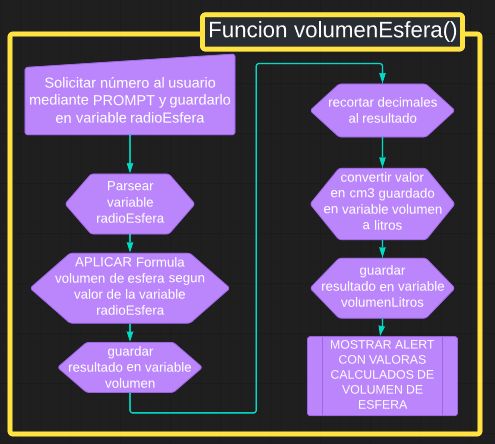 Funcion volumenEsfera()
Solicitar número al usuario
mediante PROMPT y guardarlo
en variable radioEsfera
Parsear
variable
radioEsfera
APLICAR Formula
volumen de esfera segun
valor de la variable
radioEsfera
guardar
resultado en variable
volumen
recortar decimales
al resultado
convertir valor
en cm3 guardado
en variable volumen
a litros
guardar
resultado en variable
volumenLitros
MOSTRAR ALERT
CON VALORAS
CALCULADOS DE
VOLUMEN DE
ESFERA